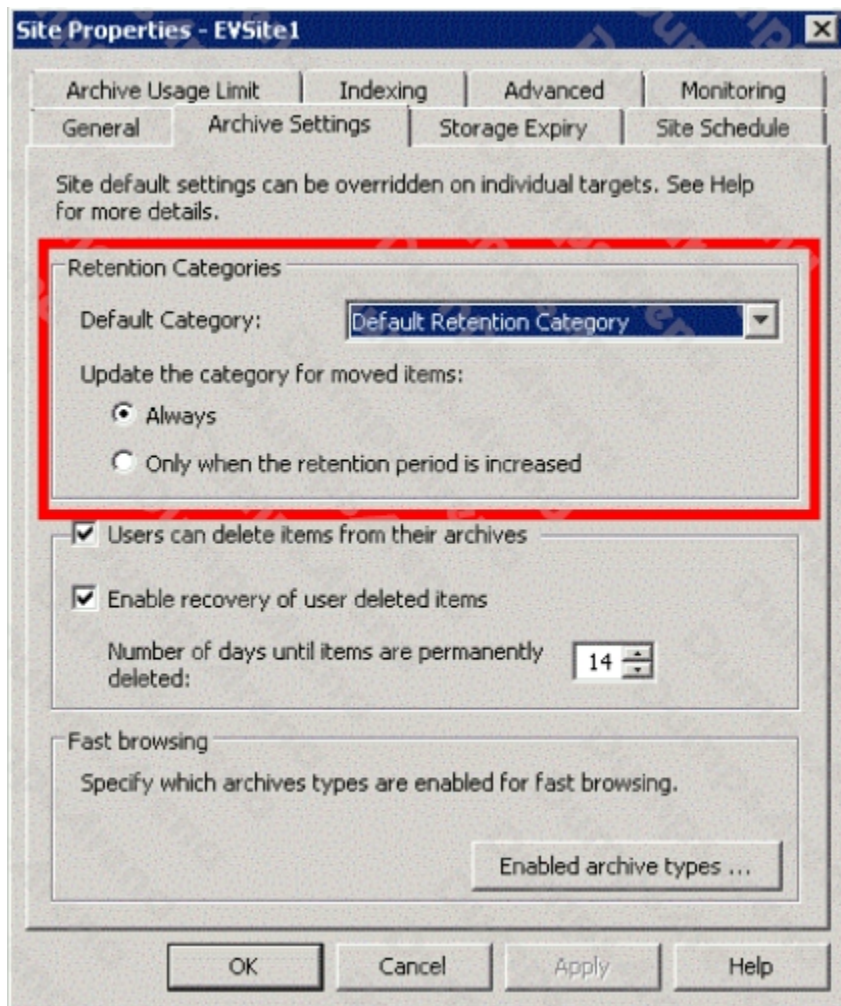 Site Properties - EVSite1
Archive Usage Limit Indexing Advanced Monitoring
General Archive Settings Storage Expiry Site Schedule
Site default settings can be overridden on individual targets. See Help
for more details.
Retention Categories
Default Category: Default Retention Category
Update the category for moved items:
Always
Only when the retention period is increased
Users can delete items from their archives
Enable recovery of user deleted items
Number of days until items are permanently
deleted: 14
Fast browsing
Specify which archives types are enabled for fast browsing.
Enabled archive types ...
OK Cancel Apply Help